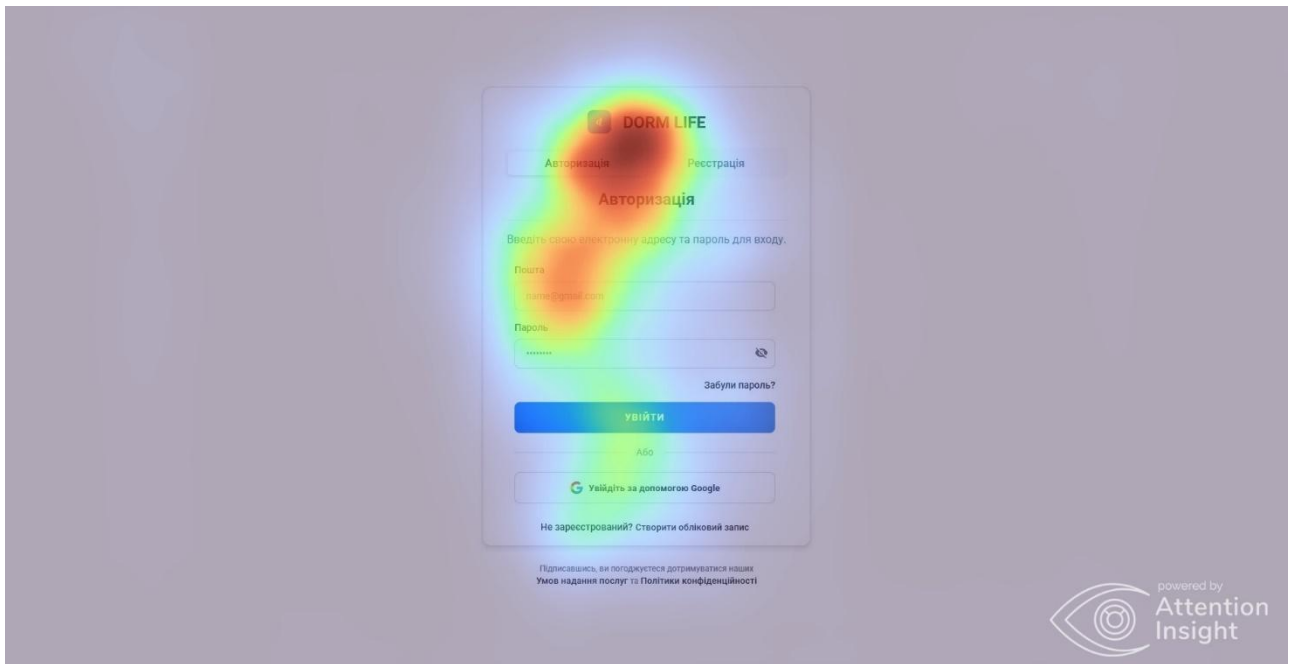 DORM LIFE
Авторизація Реєстрація
Авторизація
Введіть свою електронну адресу та пароль для входу.
Пошта
name@gmail.com
Пароль
••••••••
Забули пароль?
УВІЙТИ
Або
Увійдіть за допомогою Google
Не зареєстрований? Створити обліковий запис
Підписавшись, ви погоджуєтеся дотримуватися наших
Умов надання послуг та Політики конфіденційності
powered by
Attention
Insight